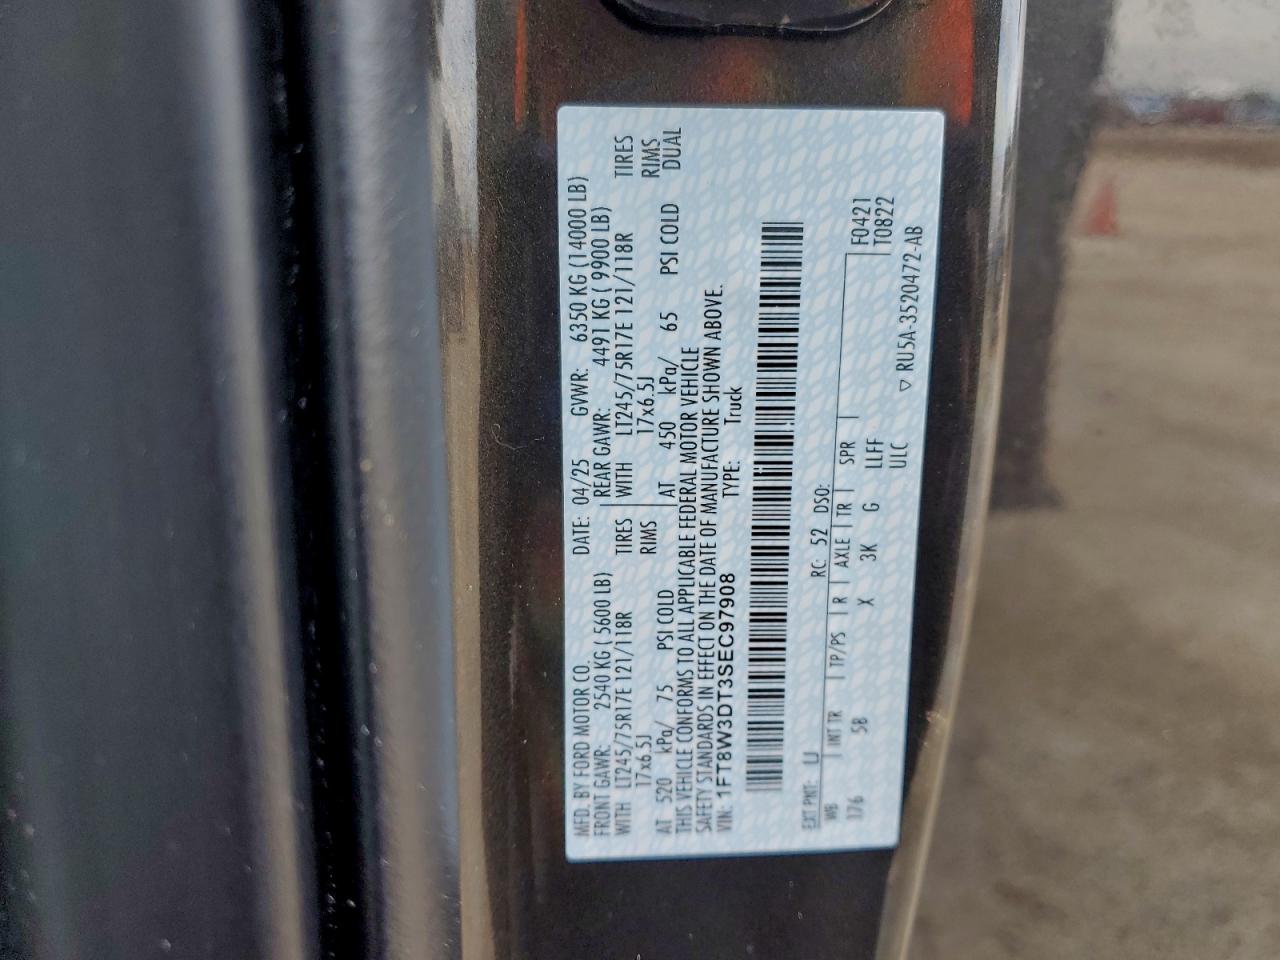 MFD. BY FORD MOTOR CO. DATE: 04/25 GVWR: 6350 KG (14000 LB)
FRONT GAWR: 2540 KG ( 5600 LB) REAR GAWR: 4491 KG ( 9900 LB)
WITH LT245/75R17E 121/118R TIRES WITH LT245/75R17E 121/118R TIRES
17x6.5J RIMS 17x6.5J RIMS
AT 520 kPa/ 75 PSI COLD AT 450 kPa/ 65 PSI COLD DUAL
THIS VEHICLE CONFORMS TO ALL APPLICABLE FEDERAL MOTOR VEHICLE
SAFETY STANDARDS IN EFFECT ON THE DATE OF MANUFACTURE SHOWN ABOVE.
VIN: 1FT8W3DT3SEC97908 TYPE: Truck
EXT PNT: UJ RC: 52 DSO:
WB INT TR TP/PS R AXLE TR SPR F0421
176 5B X 3K G LLFF T0822
ULC
▽ RU5A-3520472-AB